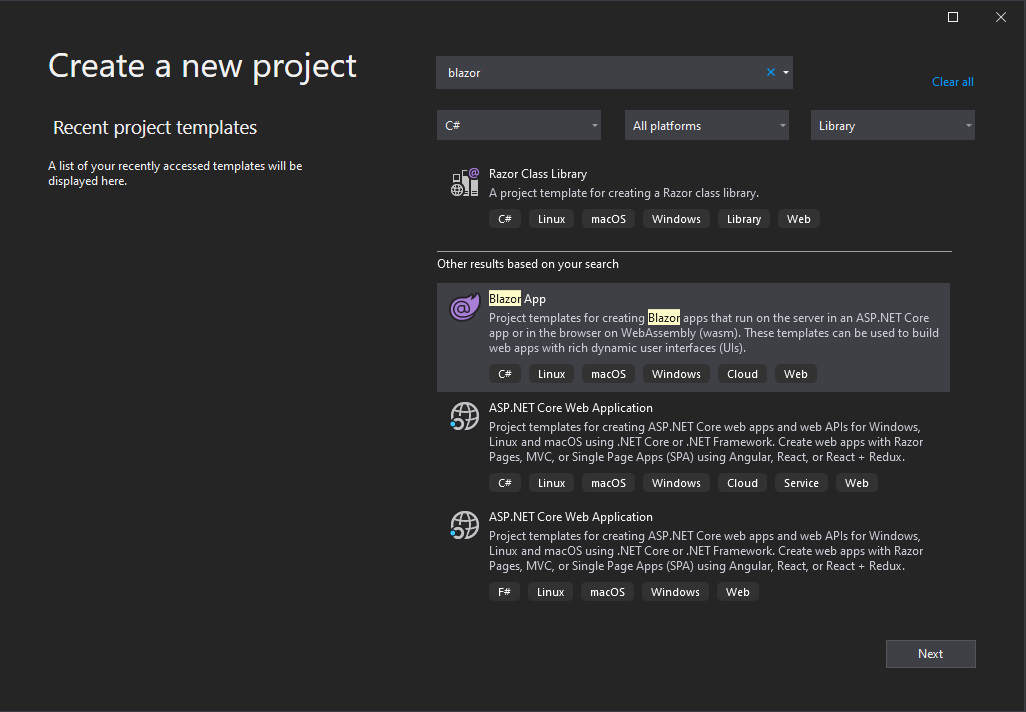 Create a new project
Recent project templates
A list of your recently accessed templates will be
displayed here.
blazor
Clear all
C# All platforms Library
Razor Class Library
A project template for creating a Razor class library.
C# Linux macOS Windows Library Web
Other results based on your search
Blazor App
Project templates for creating Blazor apps that run on the server in an ASP.NET Core
app or in the browser on WebAssembly (wasm). These templates can be used to build
web apps with rich dynamic user interfaces (UIs).
C# Linux macOS Windows Cloud Web
ASP.NET Core Web Application
Project templates for creating ASP.NET Core web apps and web APIs for Windows,
Linux and macOS using .NET Core or .NET Framework. Create web apps with Razor
Pages, MVC, or Single Page Apps (SPA) using Angular, React, or React + Redux.
C# Linux macOS Windows Cloud Service Web
ASP.NET Core Web Application
Project templates for creating ASP.NET Core web apps and web APIs for Windows,
Linux and macOS using .NET Core or .NET Framework. Create web apps with Razor
Pages, MVC, or Single Page Apps (SPA) using Angular, React, or React + Redux.
F# Linux macOS Windows Web
Next